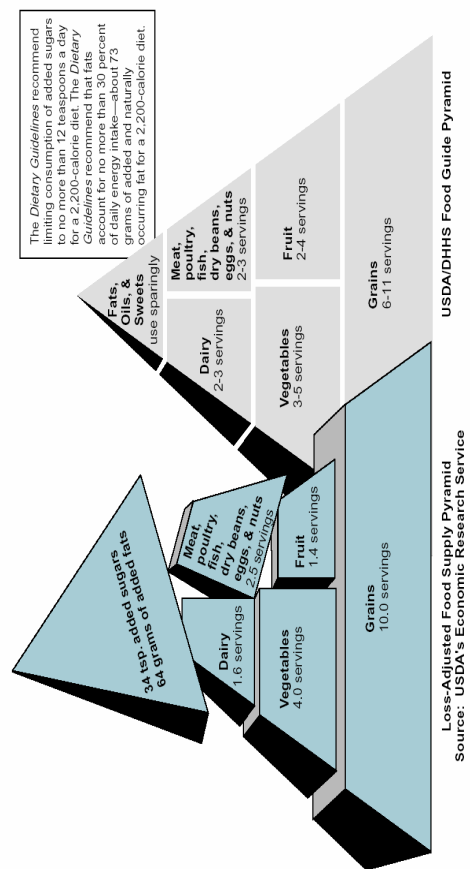 The Dietary Guidelines recommend
limiting consumption of added sugars
to no more than 12 teaspoons a day
for a 2,200-calorie diet. The Dietary
Guidelines recommend that fats
account for no more than 30 percent
of daily energy intake—about 73
grams of added and naturally
occurring fat for a 2,200-calorie diet.
34 tsp. added sugars
64 grams of added fats
Dairy
1.6 servings
Meat,
poultry,
fish,
dry beans,
eggs, & nuts
2.5 servings
Vegetables
4.0 servings
Fruit
1.4 servings
Grains
10.0 servings
Loss-Adjusted Food Supply Pyramid
Source: USDA's Economic Research Service
Fats,
Oils, &
Sweets
use sparingly
Dairy
2-3 servings
Meat,
poultry,
fish,
dry beans,
eggs, & nuts
2-3 servings
Vegetables
3-5 servings
Fruit
2-4 servings
Grains
6-11 servings
USDA/DHHS Food Guide Pyramid